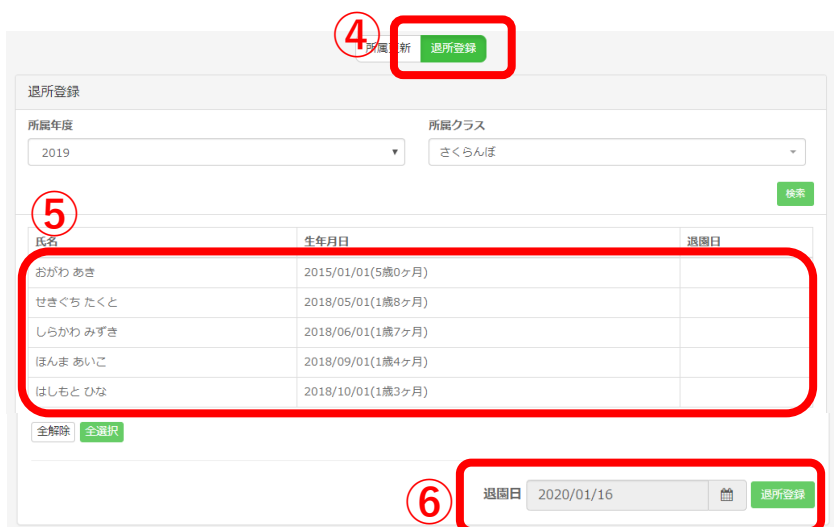 ④
所属更新 退所登録
退所登録
所属年度 所属クラス
2019 さくらんぼ
検索
⑤
氏名 生年月日 退園日
おがわ あき 2015/01/01(5歳0ヶ月)
せきぐち たくと 2018/05/01(1歳8ヶ月)
しらかわ みずき 2018/06/01(1歳7ヶ月)
ほんま あいこ 2018/09/01(1歳4ヶ月)
はしもと ひな 2018/10/01(1歳3ヶ月)
全解除 全選択
⑥ 退園日 2020/01/16 退所登録